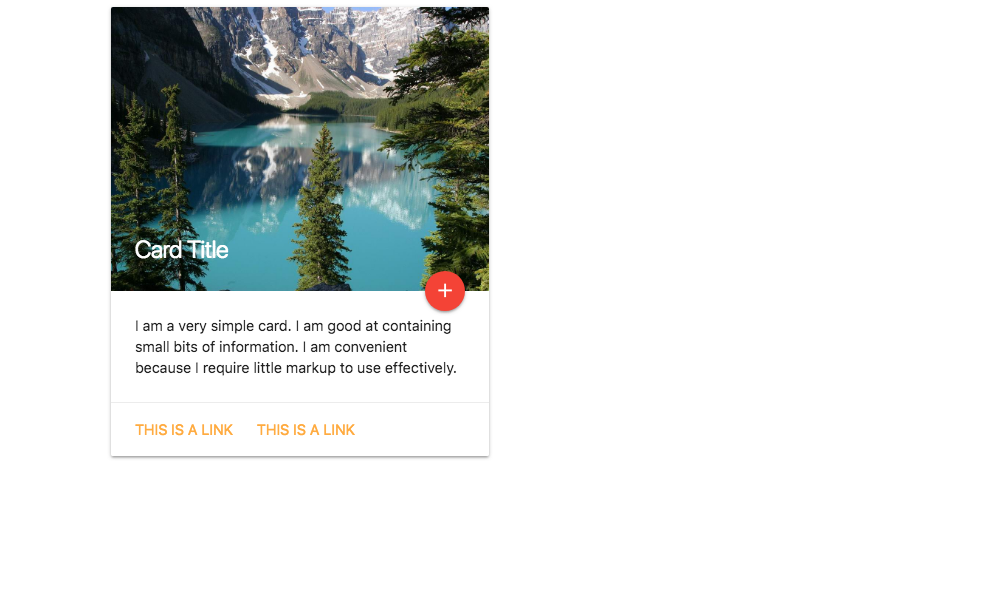 Card Title
+
I am a very simple card. I am good at containing
small bits of information. I am convenient
because I require little markup to use effectively.
THIS IS A LINK THIS IS A LINK